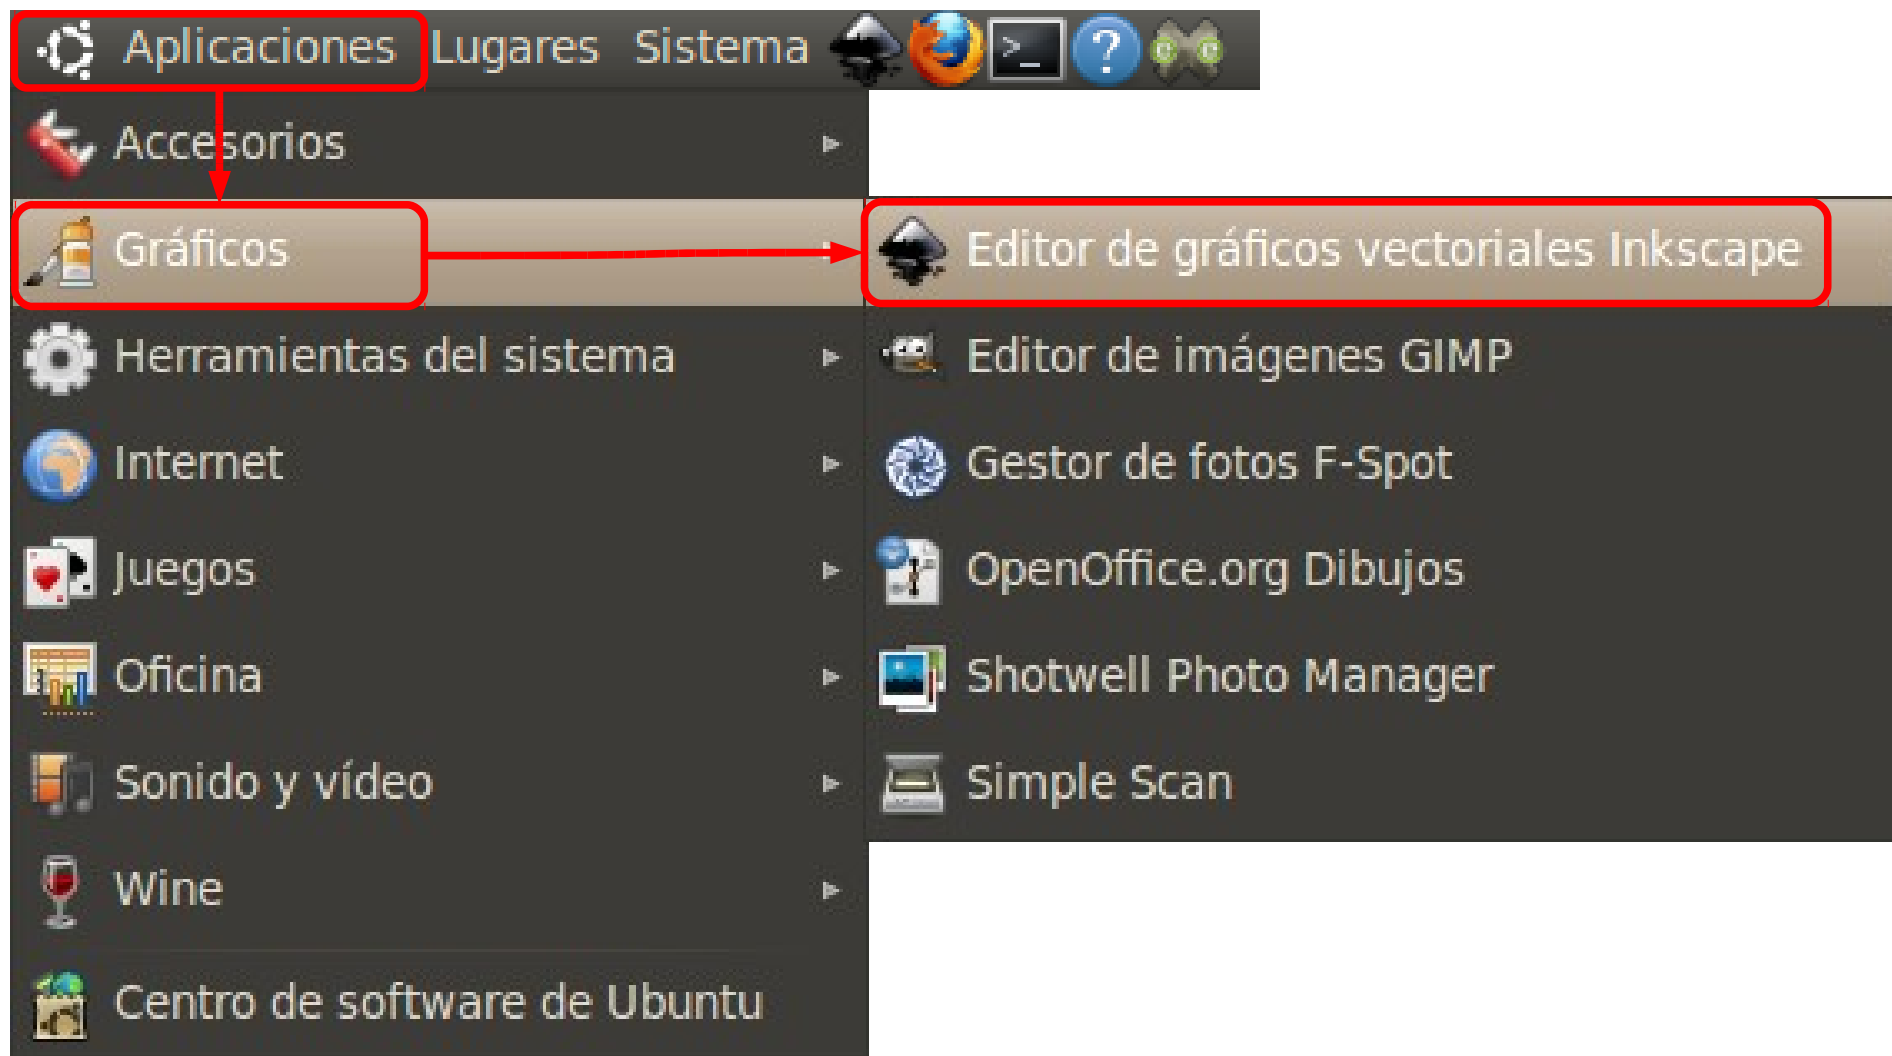 Aplicaciones Lugares Sistema
Accesorios
Gráficos
Editor de gráficos vectoriales Inkscape
Herramientas del sistema
Editor de imágenes GIMP
Internet
Gestor de fotos F-Spot
Juegos
OpenOffice.org Dibujos
Oficina
Shotwell Photo Manager
Sonido y vídeo
Simple Scan
Wine
Centro de software de Ubuntu